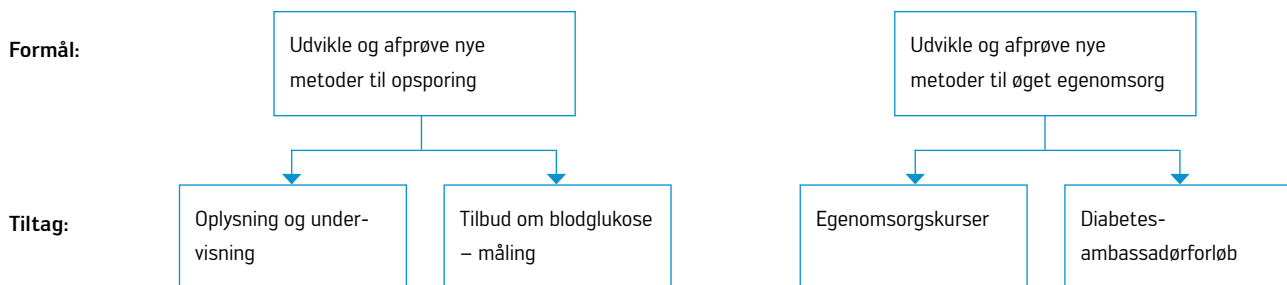 Formål:
Udvikle og afprøve nye
metoder til opsporing
Udvikle og afprøve nye
metoder til øget egenomsorg
Tiltag:
Oplysning og under-
visning
Tilbud om blodglukose
– måling
Egenomsorgskurser
Diabetes-
ambassadørforløb